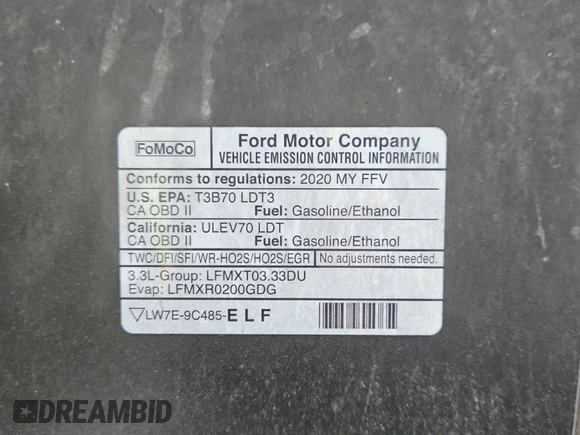 FoMoCo
Ford Motor Company
VEHICLE EMISSION CONTROL INFORMATION
Conforms to regulations: 2020 MY FFV
U.S. EPA: T3B70 LDT3
CA OBD II Fuel: Gasoline/Ethanol
California: ULEV70 LDT
CA OBD II Fuel: Gasoline/Ethanol
TWC/DFI/SFI/WR-HO2S/HO2S/EGR No adjustments needed.
3.3L-Group: LFMXT03.33DU
Evap: LFMXR0200GDG
▽LW7E-9C485-E L F
DREAMBID